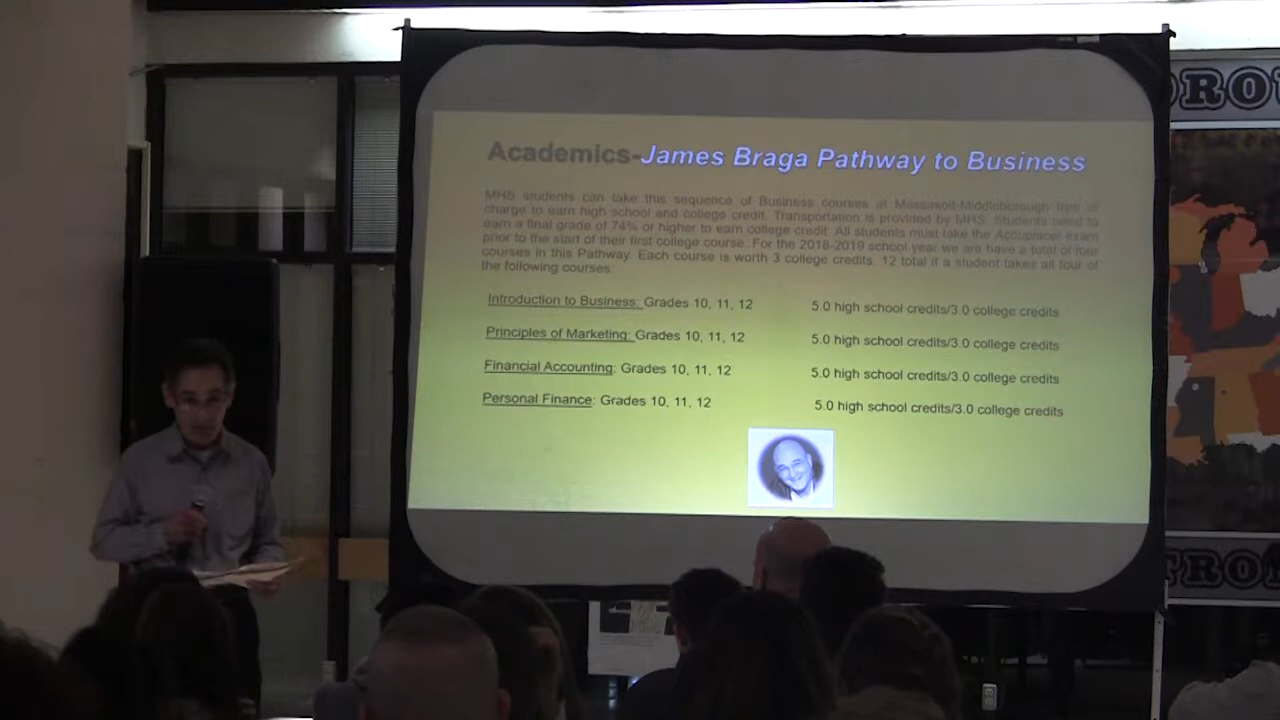 Academics-James Braga Pathway to Business
MHS students can take this sequence of Business courses at Massasoit-Middleborough free of
charge to earn high school and college credit. Transportation is provided by MHS. Students need to
earn a final grade of 74% or higher to earn college credit. All students must take the Accuplacer exam
prior to the start of their first college course. For the 2018-2019 school year we are have a total of four
courses in this Pathway. Each course is worth 3 college credits. 12 total if a student takes all four of
the following courses:
Introduction to Business: Grades 10, 11, 12 5.0 high school credits/3.0 college credits
Principles of Marketing: Grades 10, 11, 12 5.0 high school credits/3.0 college credits
Financial Accounting: Grades 10, 11, 12 5.0 high school credits/3.0 college credits
Personal Finance: Grades 10, 11, 12 5.0 high school credits/3.0 college credits